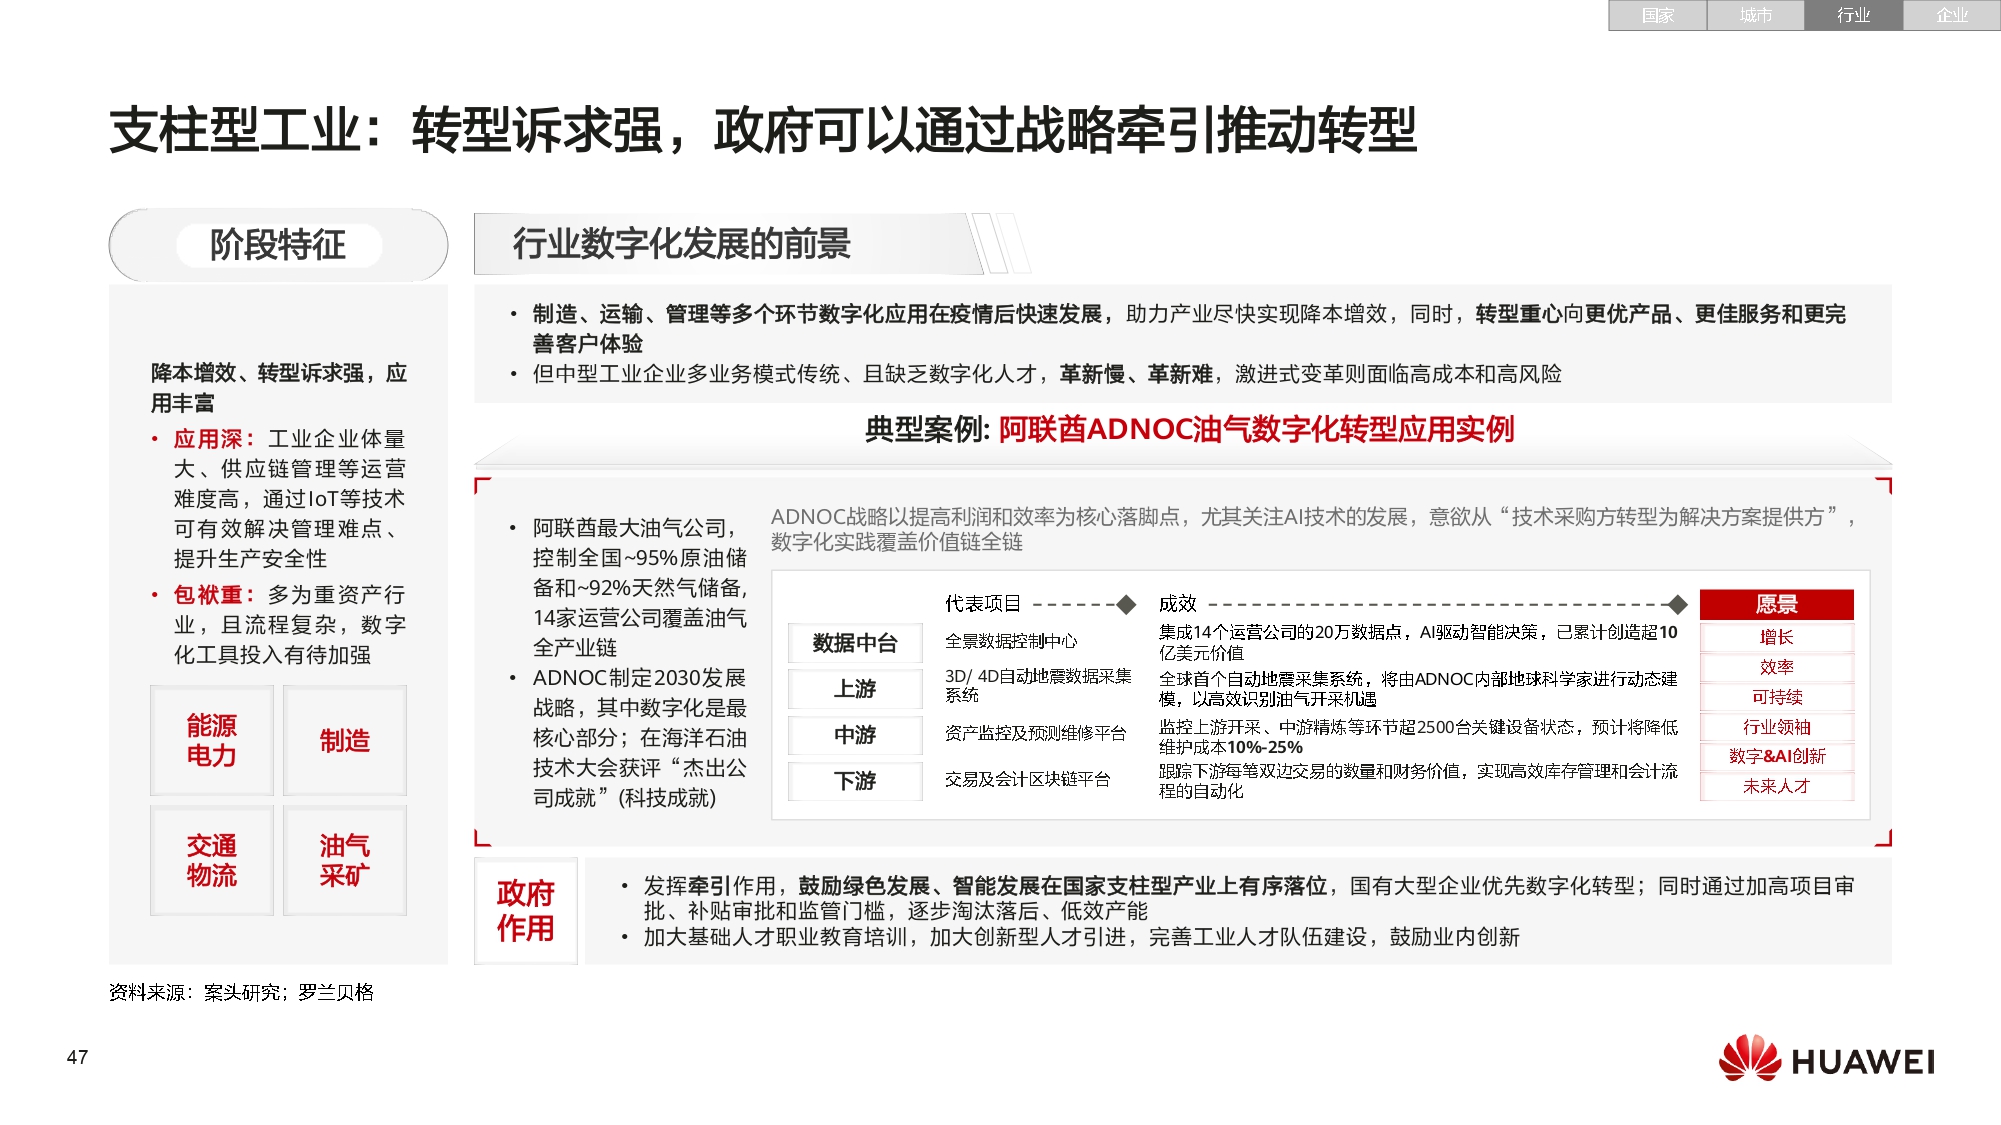 国家 城市 行业 企业
支柱型工业：转型诉求强，政府可以通过战略牵引推动转型
阶段特征
降本增效、转型诉求强，应
用丰富
• 应用深：工业企业体量
大、供应链管理等运营
难度高，通过IoT等技术
可有效解决管理难点、
提升生产安全性
• 包袱重：多为重资产行
业，且流程复杂，数字
化工具投入有待加强
能源
电力
制造
交通
物流
油气
采矿
行业数字化发展的前景
• 制造、运输、管理等多个环节数字化应用在疫情后快速发展，助力产业尽快实现降本增效，同时，转型重心向更优产品、更佳服务和更完
善客户体验
• 但中型工业企业多业务模式传统、且缺乏数字化人才，革新慢、革新难，激进式变革则面临高成本和高风险
典型案例: 阿联酋ADNOC油气数字化转型应用实例
• 阿联酋最大油气公司，
控制全国~95%原油储
备和~92%天然气储备,
14家运营公司覆盖油气
全产业链
• ADNOC制定2030发展
战略，其中数字化是最
核心部分；在海洋石油
技术大会获评“杰出公
司成就”(科技成就)
ADNOC战略以提高利润和效率为核心落脚点，尤其关注AI技术的发展，意欲从“技术采购方转型为解决方案提供方”，
数字化实践覆盖价值链全链
代表项目 成效 愿景
数据中台
全景数据控制中心
集成14个运营公司的20万数据点，AI驱动智能决策，已累计创造超10
亿美元价值
上游
3D/ 4D自动地震数据采集
系统
全球首个自动地震采集系统，将由ADNOC内部地球科学家进行动态建
模，以高效识别油气开采机遇
中游
资产监控及预测维修平台
监控上游开采、中游精炼等环节超2500台关键设备状态，预计将降低
维护成本10%-25%
下游
交易及会计区块链平台
跟踪下游每笔双边交易的数量和财务价值，实现高效库存管理和会计流
程的自动化
增长
效率
可持续
行业领袖
数字&AI创新
未来人才
政府
作用
• 发挥牵引作用，鼓励绿色发展、智能发展在国家支柱型产业上有序落位，国有大型企业优先数字化转型；同时通过加高项目审
批、补贴审批和监管门槛，逐步淘汰落后、低效产能
• 加大基础人才职业教育培训，加大创新型人才引进，完善工业人才队伍建设，鼓励业内创新
资料来源：案头研究；罗兰贝格
47
HUAWEI